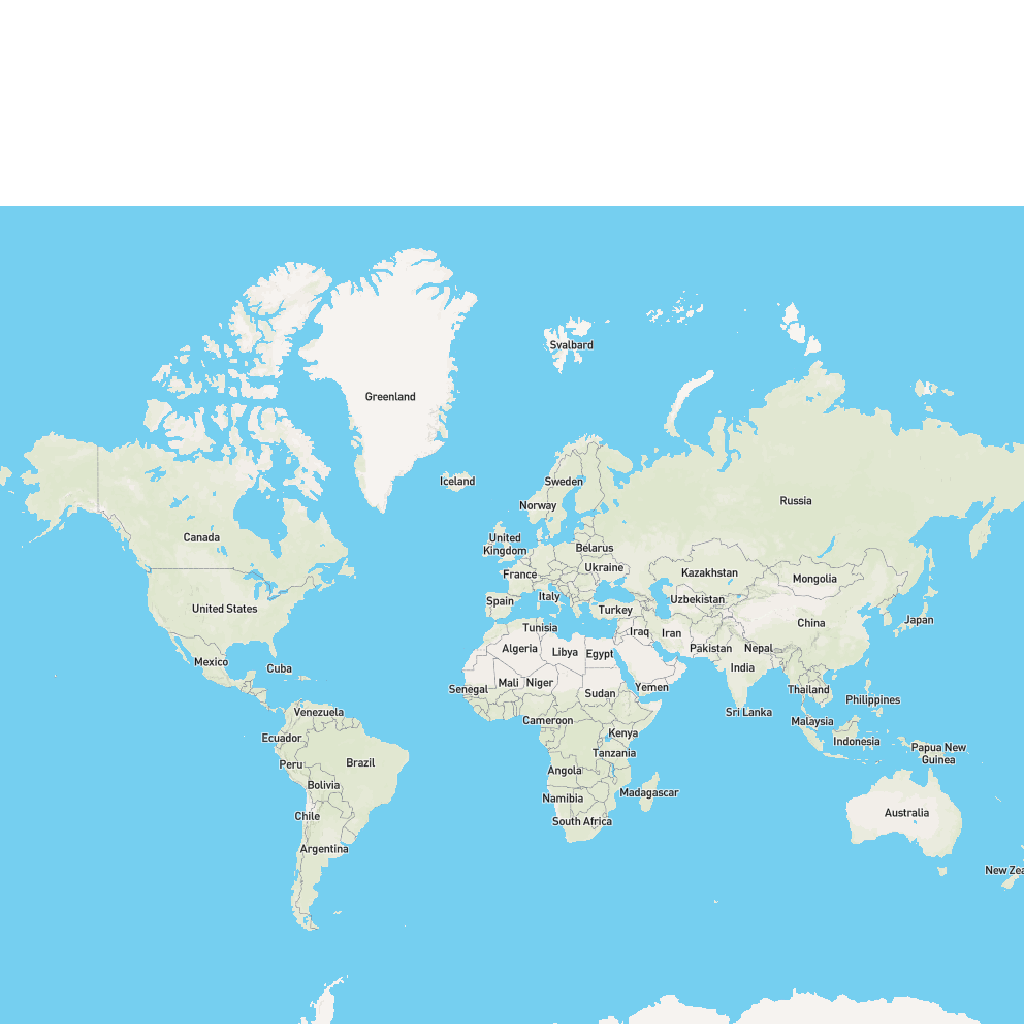 Svalbard
Greenland
Iceland
Sweden
Russia
Norway
Canada
United
Kingdom
Belarus
Ukraine
France
Kazakhstan
Mongolia
Italy
Spain
Uzbekistan
United States
Turkey
China
Japan
Tunisia
Iraq
Iran
Algeria
Libya
Egypt
Pakistan
Nepal
Mexico
Cuba
India
Senegal
Mali
Niger
Sudan
Yemen
Thailand
Philippines
Venezuela
Sri Lanka
Cameroon
Malaysia
Kenya
Ecuador
Indonesia
Papua New
Guinea
Tanzania
Peru
Brazil
Angola
Bolivia
Madagascar
Namibia
Chile
South Africa
Australia
Argentina
New Zea